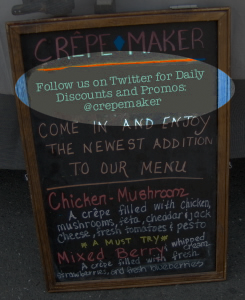 CRÊPE MAKER
Follow us on Twitter for Daily
Discounts and Promos:
@crepemaker
COME IN AND ENJOY
THE NEWEST ADDITION
TO OUR MENU
Chicken-Mushroom
A crêpe filled with chicken,
mushrooms, feta, cheddar & jack
cheese, fresh tomatoes & pesto
* A MUST TRY *
Mixed Berry whipped cream
A crêpe filled with fresh
strawberries, and fresh blueberries